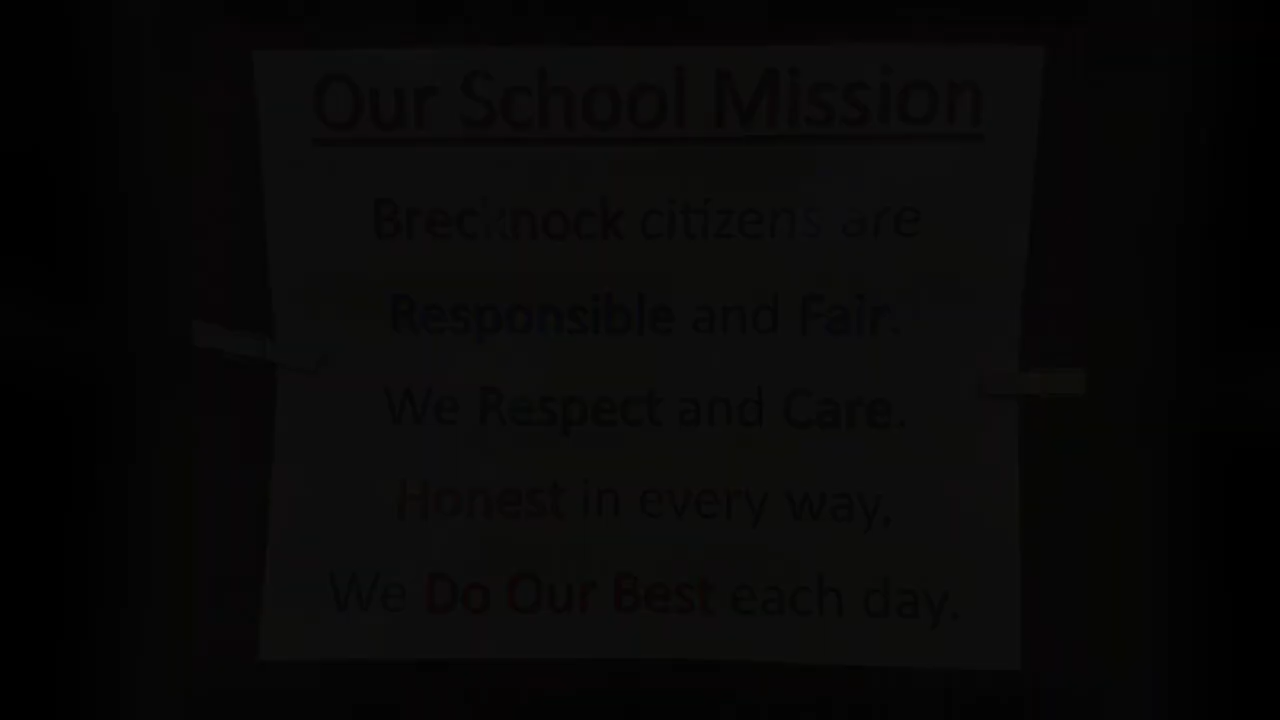 Our School Mission
Brecknock citizens are
Responsible and Fair.
We Respect and Care.
Honest in every way,
We Do Our Best each day.